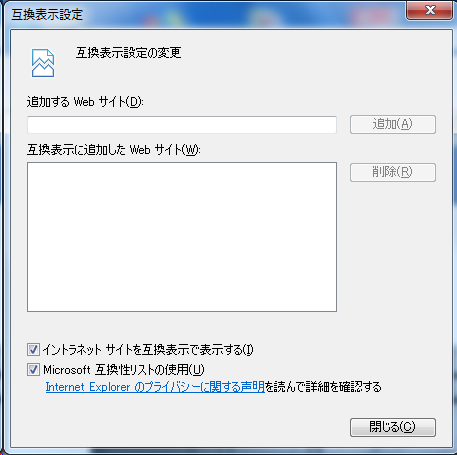 互換表示設定
互換表示設定の変更
追加する Web サイト(D):
追加(A)
互換表示に追加した Web サイト(W):
削除(R)
イントラネット サイトを互換表示で表示する(I)
Microsoft 互換性リストの使用(U)
Internet Explorer のプライバシーに関する声明を読んで詳細を確認する
閉じる(C)